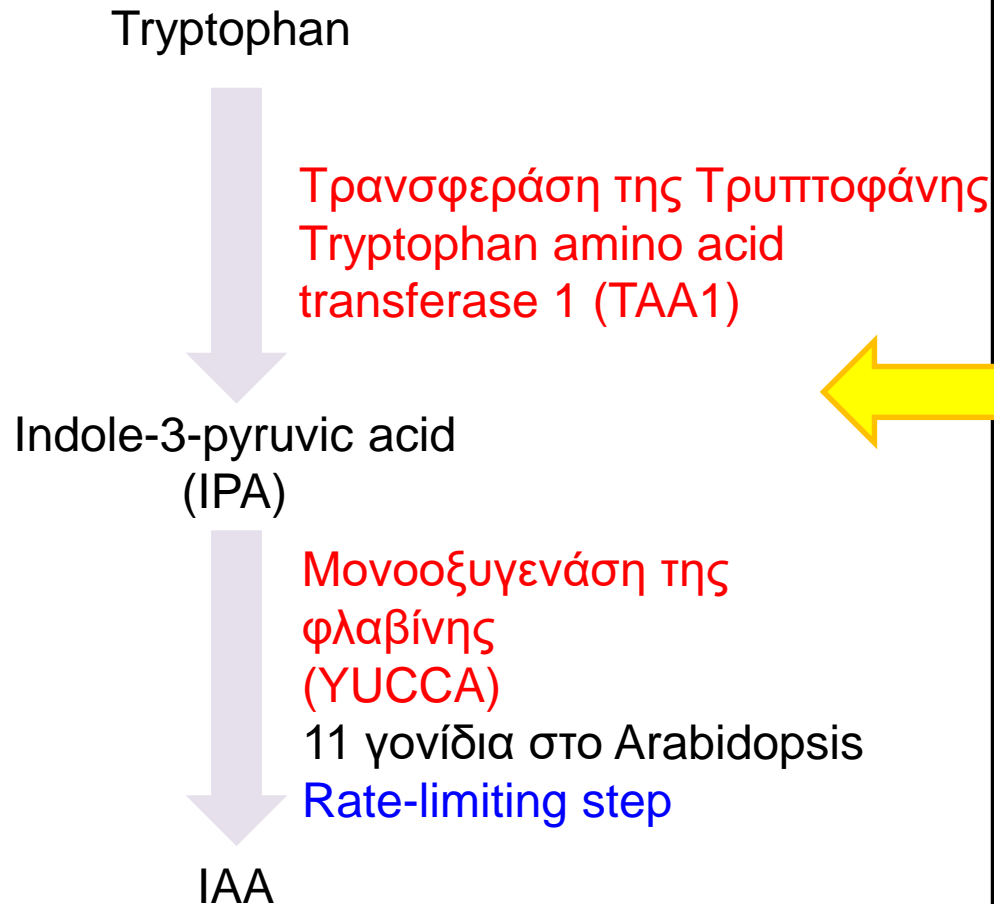 Tryptophan
Τρανσφεράση της Τρυπτοφάνης
Tryptophan amino acid
transferase 1 (TAA1)
Indole-3-pyruvic acid
(IPA)
Μονοοξυγενάση της
φλαβίνης
(YUCCA)
11 γονίδια στο Arabidopsis
Rate-limiting step
IAA